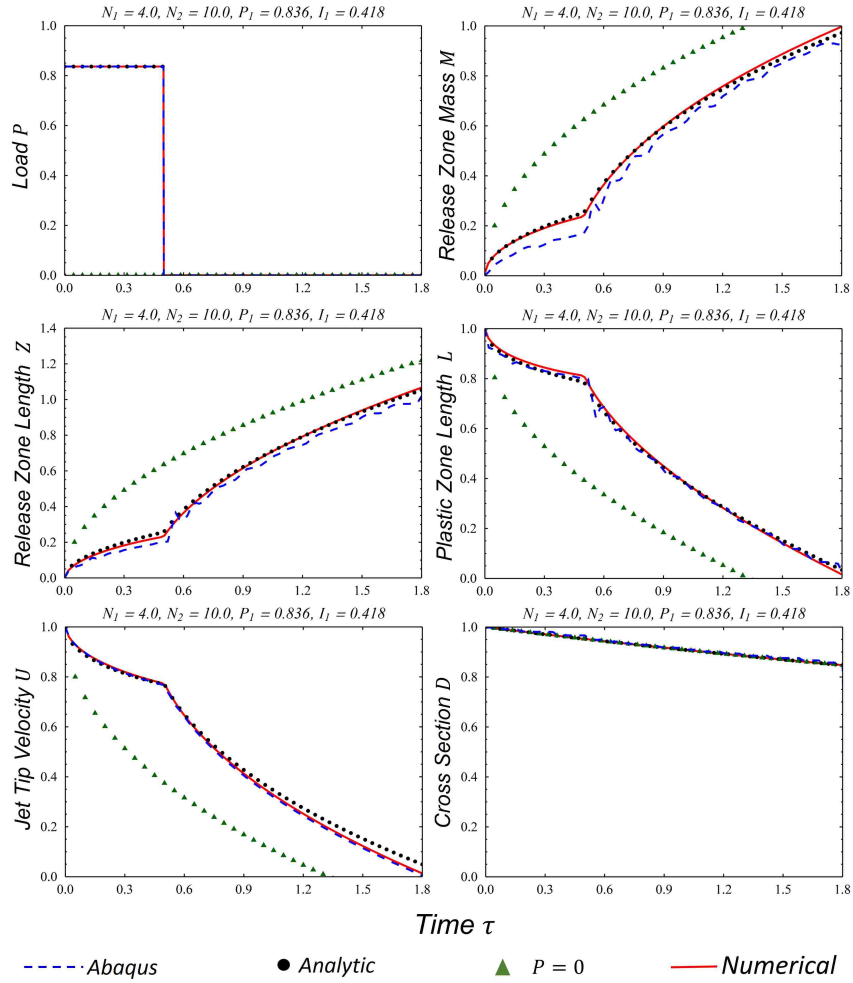 N₁ = 4.0, N₂ = 10.0, P₁ = 0.836, I₁ = 0.418
Load P
1.0
0.8
0.6
0.4
0.2
0.0
0.0 0.3 0.6 0.9 1.2 1.5 1.8
N₁ = 4.0, N₂ = 10.0, P₁ = 0.836, I₁ = 0.418
Release Zone Mass M
1.0
0.8
0.6
0.4
0.2
0.0
0.0 0.3 0.6 0.9 1.2 1.5 1.8
N₁ = 4.0, N₂ = 10.0, P₁ = 0.836, I₁ = 0.418
Release Zone Length Z
1.4
1.2
1.0
0.8
0.6
0.4
0.2
0.0
0.0 0.3 0.6 0.9 1.2 1.5 1.8
N₁ = 4.0, N₂ = 10.0, P₁ = 0.836, I₁ = 0.418
Plastic Zone Length L
1.0
0.8
0.6
0.4
0.2
0.0
0.0 0.3 0.6 0.9 1.2 1.5 1.8
N₁ = 4.0, N₂ = 10.0, P₁ = 0.836, I₁ = 0.418
Jet Tip Velocity U
1.0
0.8
0.6
0.4
0.2
0.0
0.0 0.3 0.6 0.9 1.2 1.5 1.8
N₁ = 4.0, N₂ = 10.0, P₁ = 0.836, I₁ = 0.418
Cross Section D
1.0
0.8
0.6
0.4
0.2
0.0
0.0 0.3 0.6 0.9 1.2 1.5 1.8
Time τ
Abaqus Analytic P = 0 Numerical